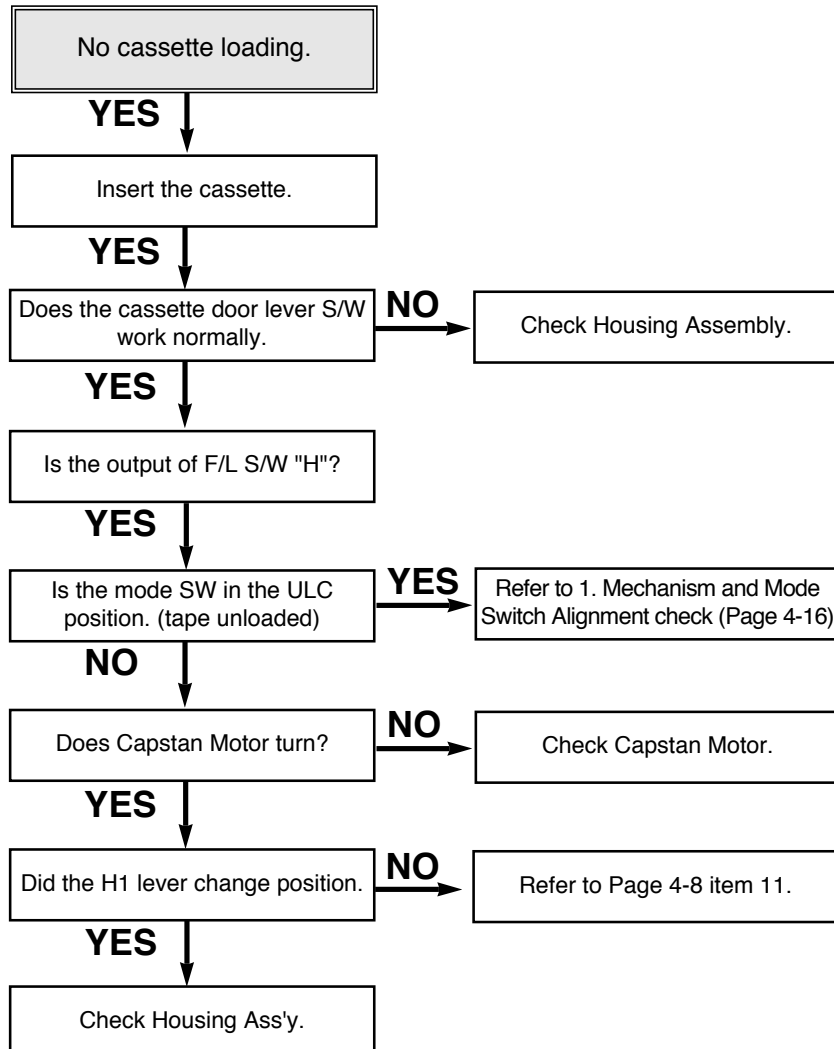 No cassette loading.
YES
Insert the cassette.
YES
Does the cassette door lever S/W
work normally.
NO
Check Housing Assembly.
YES
Is the output of F/L S/W "H"?
YES
Is the mode SW in the ULC
position. (tape unloaded)
YES
Refer to 1. Mechanism and Mode
Switch Alignment check (Page 4-16)
NO
Does Capstan Motor turn?
NO
Check Capstan Motor.
YES
Did the H1 lever change position.
NO
Refer to Page 4-8 item 11.
YES
Check Housing Ass'y.